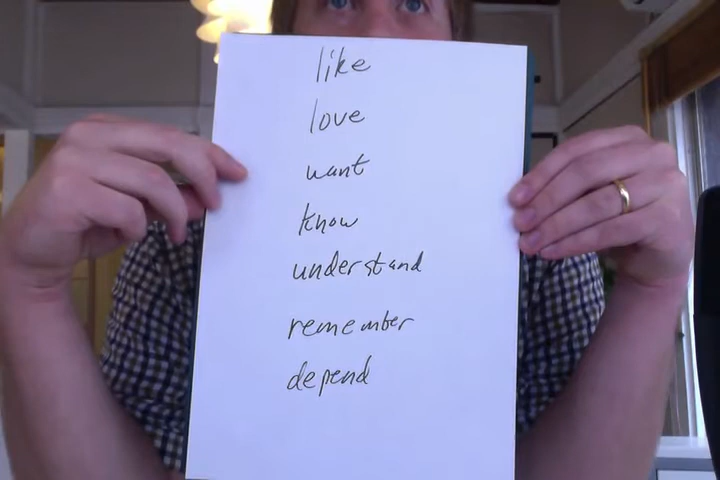 like
love
want
know
understand
remember
depend